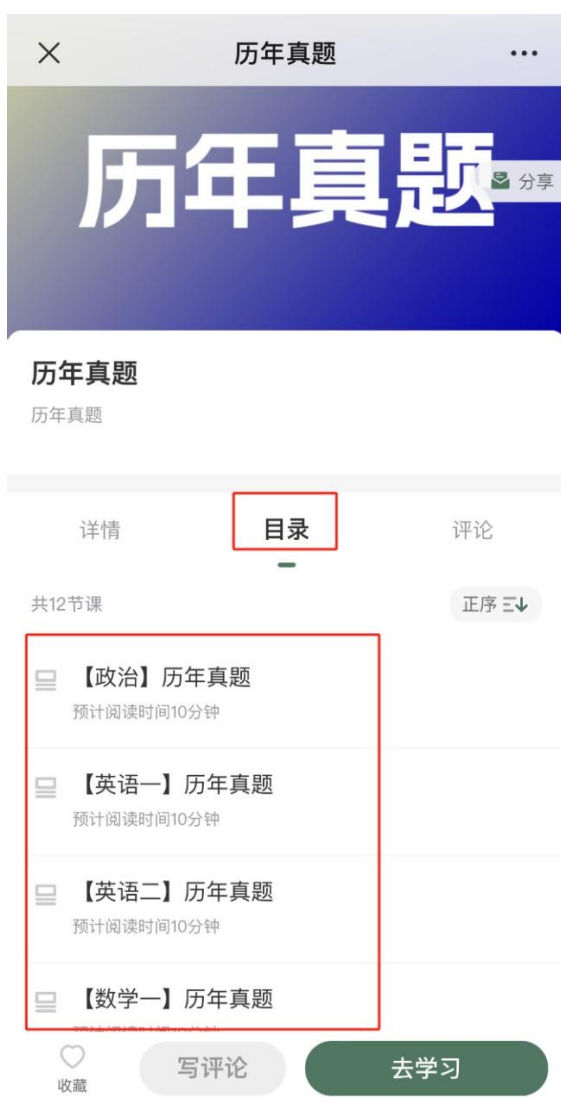 历年真题
历年真题
分享
历年真题
历年真题
详情
目录
评论
共12节课
正序
【政治】历年真题
预计阅读时间10分钟
【英语一】历年真题
预计阅读时间10分钟
【英语二】历年真题
预计阅读时间10分钟
【数学一】历年真题
收藏
写评论
去学习